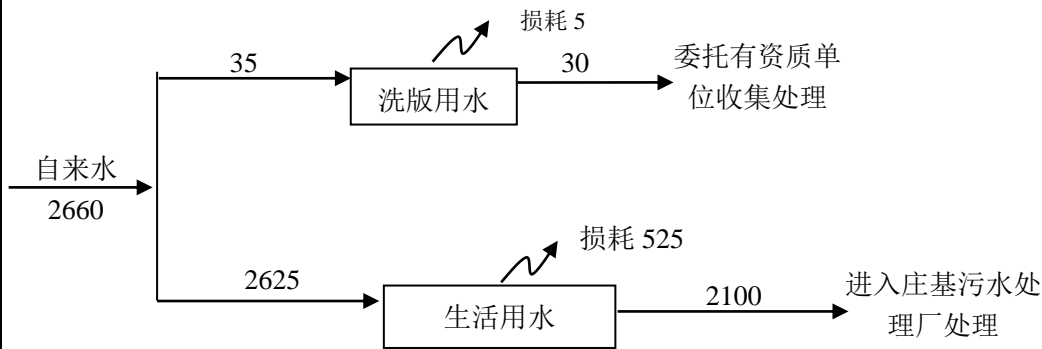 损耗 5
35
30
委托有资质单
位收集处理
洗版用水
自来水
2660
损耗 525
2625
2100
进入庄基污水处
理厂处理
生活用水